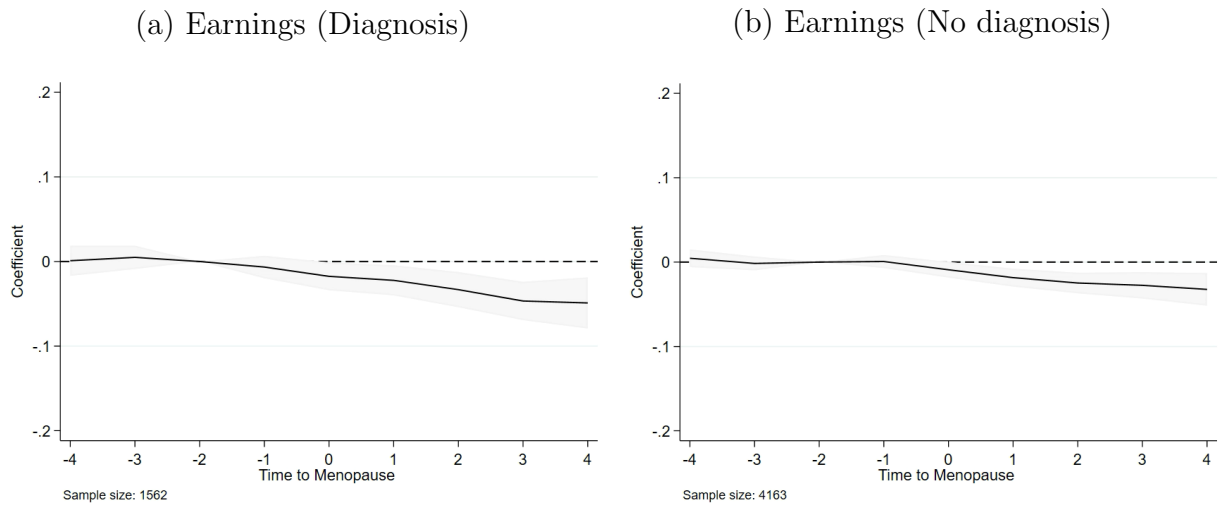 (a) Earnings (Diagnosis)
.2
.1
0
-.1
-.2
Coefficient
-4 -3 -2 -1 0 1 2 3 4
Time to Menopause
Sample size: 1562
(b) Earnings (No diagnosis)
.2
.1
0
-.1
-.2
Coefficient
-4 -3 -2 -1 0 1 2 3 4
Time to Menopause
Sample size: 4163